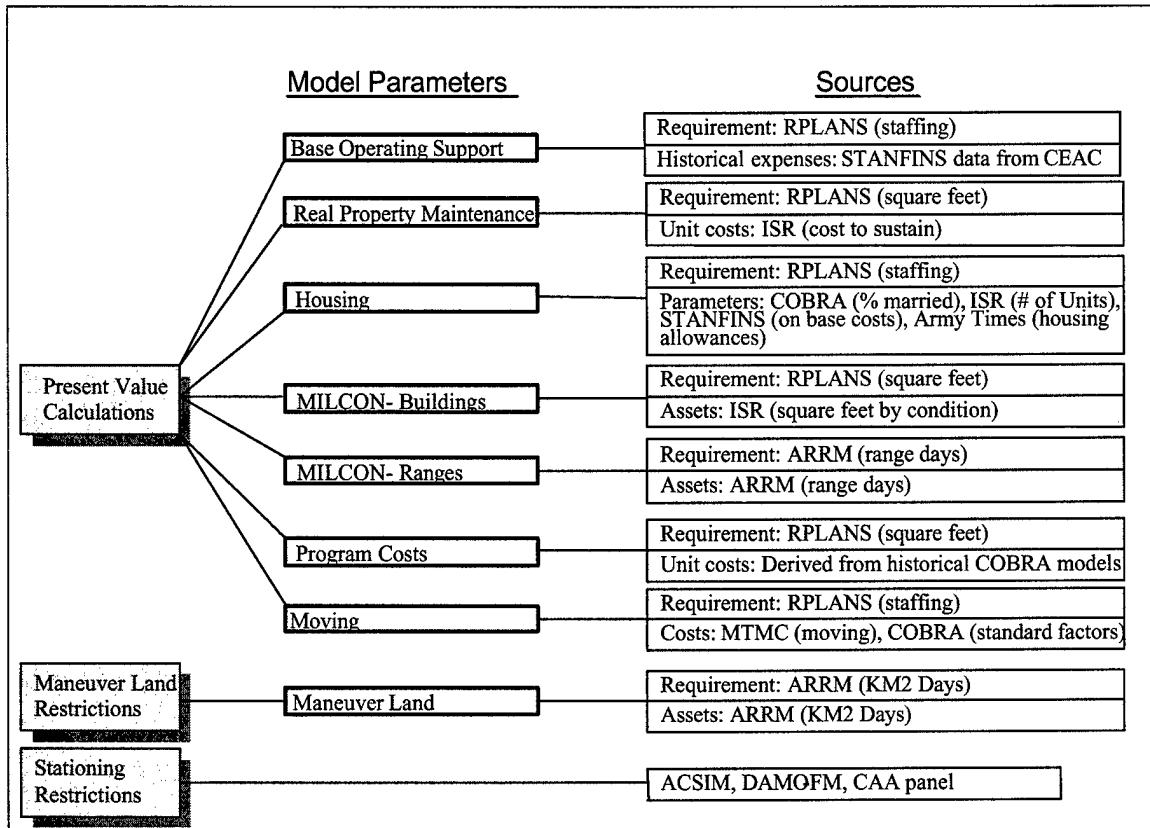 Model Parameters
Sources
Base Operating Support
Requirement: RPLANS (staffing)
Historical expenses: STANFINS data from CEAC
Real Property Maintenance
Requirement: RPLANS (square feet)
Unit costs: ISR (cost to sustain)
Housing
Requirement: RPLANS (staffing)
Parameters: COBRA (% married), ISR (# of Units),
STANFINS (on base costs), Army Times (housing
allowances)
Present Value
Calculations
MILCON- Buildings
Requirement: RPLANS (square feet)
Assets: ISR (square feet by condition)
MILCON- Ranges
Requirement: ARRM (range days)
Assets: ARRM (range days)
Program Costs
Requirement: RPLANS (square feet)
Unit costs: Derived from historical COBRA models
Moving
Requirement: RPLANS (staffing)
Costs: MTMC (moving), COBRA (standard factors)
Maneuver Land
Restrictions
Maneuver Land
Requirement: ARRM (KM2 Days)
Assets: ARRM (KM2 Days)
Stationing
Restrictions
ACSIM, DAMOFM, CAA panel